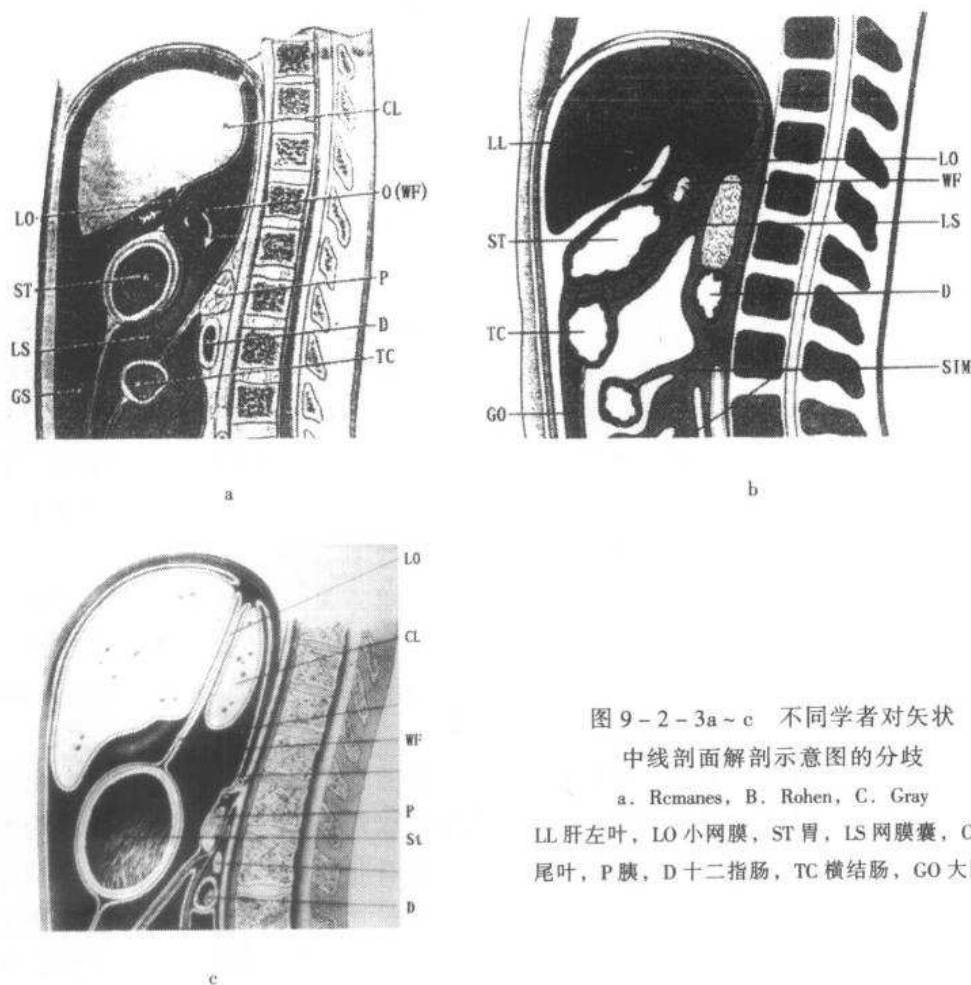 CL
LO
O(WF)
ST
P
D
LS
TC
GS
a
LL
LO
WF
LS
ST
D
TC
STM
GO
b
LO
CL
WF
P
St
D
c
图 9-2-3a~c 不同学者对矢状
中线剖面解剖示意图的分歧
a. Rcmanes, B. Rohen, C. Gray
LL 肝左叶, LO 小网膜, ST 胃, LS 网膜囊,
尾叶, P 胰, D 十二指肠, TC 横结肠, GO 大